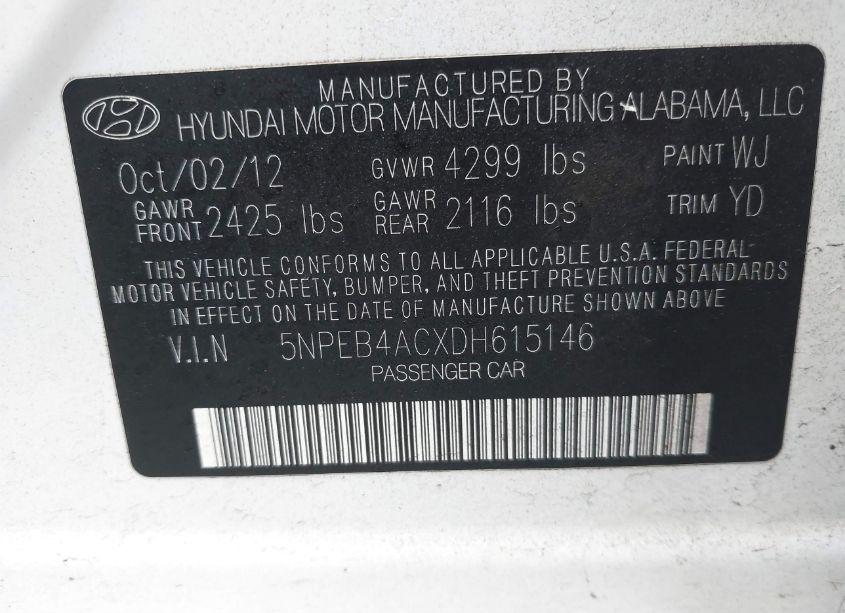 MANUFACTURED BY
HYUNDAI MOTOR MANUFACTURING ALABAMA, LLC
Oct/02/12 GVWR 4299 lbs PAINT WJ
GAWR FRONT 2425 lbs GAWR REAR 2116 lbs TRIM YD
THIS VEHICLE CONFORMS TO ALL APPLICABLE U.S.A. FEDERAL
MOTOR VEHICLE SAFETY, BUMPER, AND THEFT PREVENTION STANDARDS
IN EFFECT ON THE DATE OF MANUFACTURE SHOWN ABOVE
V.I.N 5NPEB4ACXDH615146
PASSENGER CAR